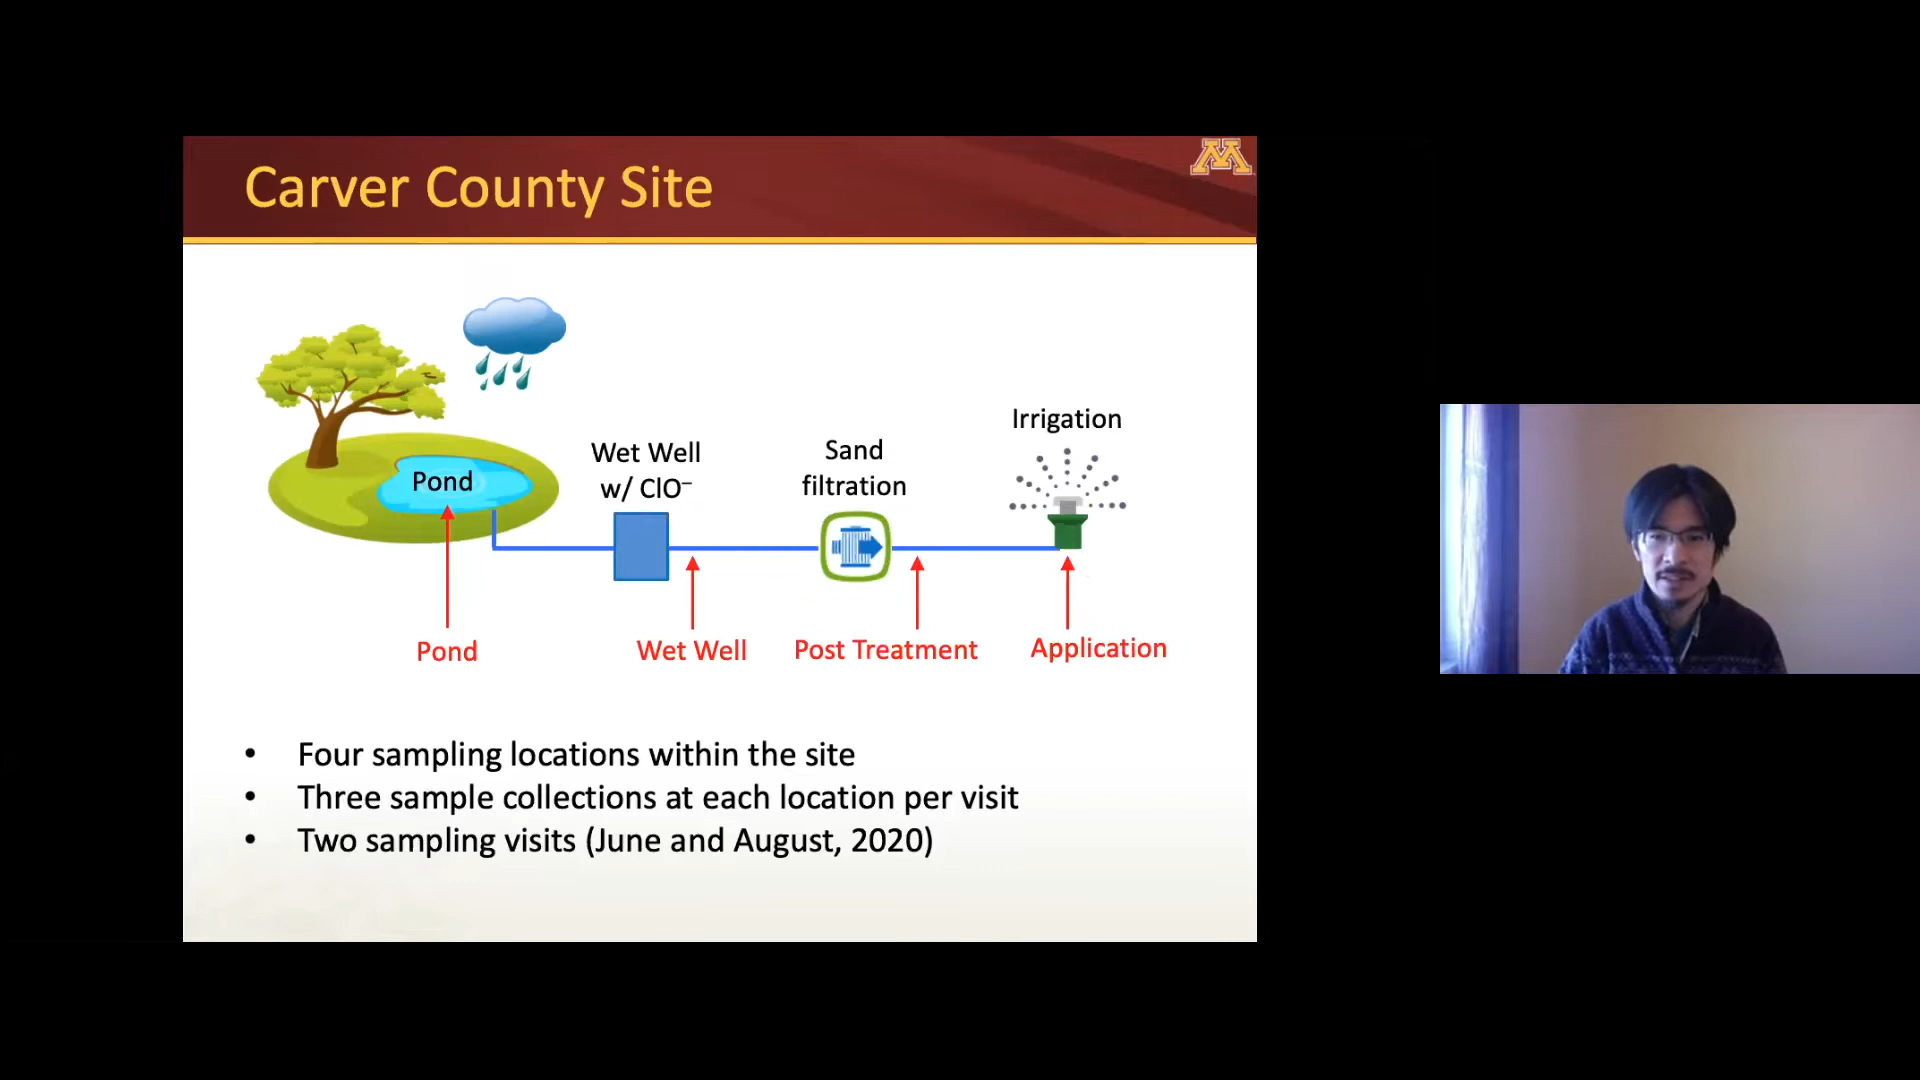 M
Carver County Site
Pond
Wet Well
w/ ClO⁻
Sand
filtration
Irrigation
Pond
Wet Well
Post Treatment
Application
• Four sampling locations within the site
• Three sample collections at each location per visit
• Two sampling visits (June and August, 2020)